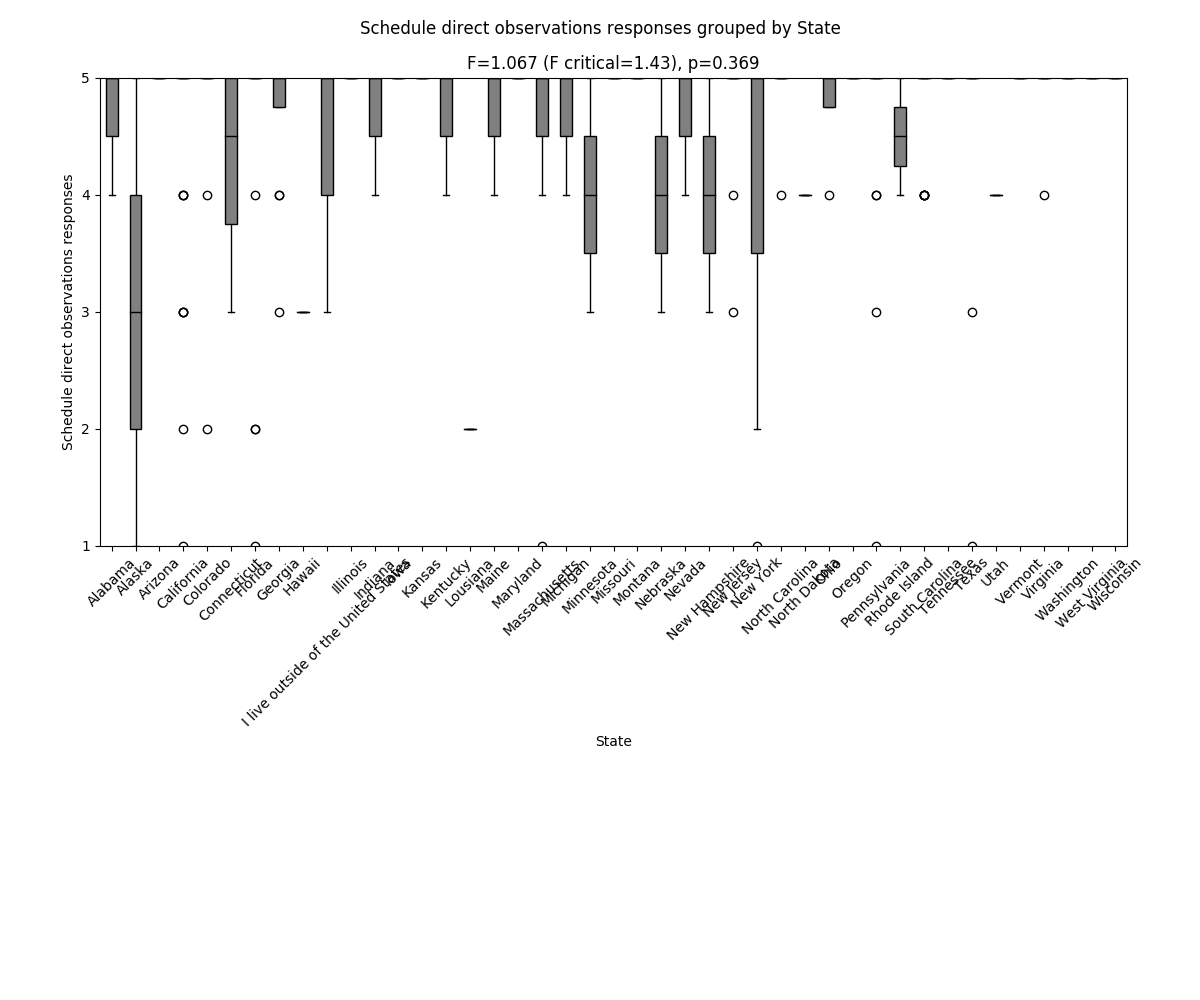 Schedule direct observations responses grouped by State
F=1.067 (F critical=1.43), p=0.369
Schedule direct observations responses
5
4
3
2
1
Alabama
Alaska
Arizona
California
Colorado
Connecticut
Florida
Georgia
Hawaii
I live outside of the United States
Illinois
Indiana
Iowa
Kansas
Kentucky
Lousiana
Maine
Maryland
Massachusetts
Michigan
Minnesota
Missouri
Montana
Nebraska
Nevada
New Hampshire
New Jersey
New York
North Carolina
North Dakota
Ohio
Oregon
Pennsylvania
Rhode Island
South Carolina
Tennessee
Texas
Utah
Vermont
Virginia
Washington
West Virginia
Wisconsin
State